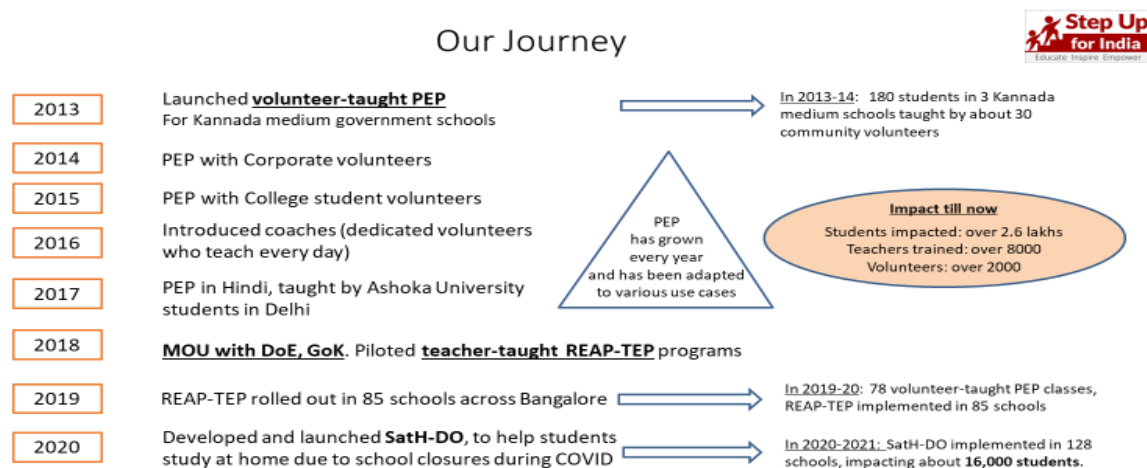 Our Journey
Step Up
for India
Educate Inspire Empower
2013
Launched volunteer-taught PEP
For Kannada medium government schools
In 2013-14: 180 students in 3 Kannada
medium schools taught by about 30
community volunteers
2014
PEP with Corporate volunteers
2015
PEP with College student volunteers
2016
Introduced coaches (dedicated volunteers
who teach every day)
2017
PEP in Hindi, taught by Ashoka University
students in Delhi
PEP
has grown
every year
and has been adapted
to various use cases
Impact till now
Students impacted: over 2.6 lakhs
Teachers trained: over 8000
Volunteers: over 2000
2018
MOU with DoE, GoK. Piloted teacher-taught REAP-TEP programs
2019
REAP-TEP rolled out in 85 schools across Bangalore
In 2019-20: 78 volunteer-taught PEP classes,
REAP-TEP implemented in 85 schools
2020
Developed and launched SatH-DO, to help students
study at home due to school closures during COVID
In 2020-2021: SatH-DO implemented in 128
schools, impacting about 16,000 students.